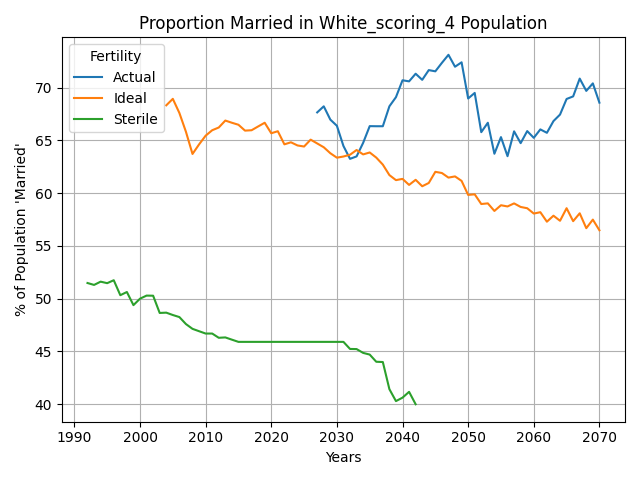 Proportion Married in White_scoring_4 Population
% of Population 'Married'
Fertility
Actual
Ideal
Sterile
70
65
60
55
50
45
40
1990 2000 2010 2020 2030 2040 2050 2060 2070
Years